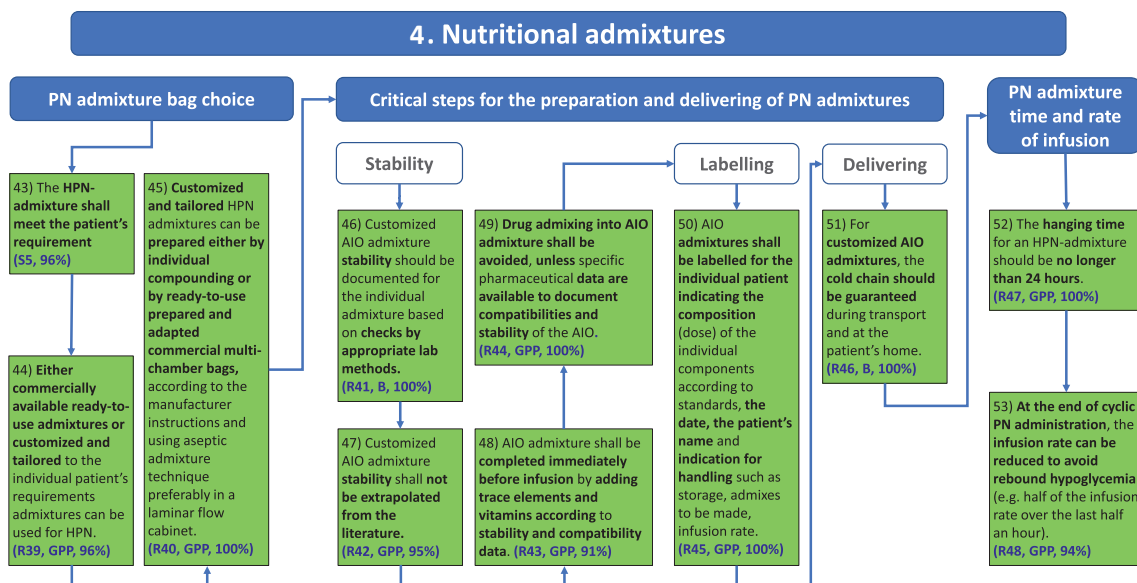 4. Nutritional admixtures
PN admixture bag choice
43) The HPN-
admixture shall
meet the patient's
requirement
(S5, 96%)
44) Either
commercially
available ready-to-
use admixtures or
customized and
tailored to the
individual patient's
requirements
admixtures can be
used for HPN.
(R39, GPP, 96%)
45) Customized
and tailored HPN
admixtures can be
prepared either by
individual
compounding or
by ready-to-use
prepared and
adapted
commercial multi-
chamber bags,
according to the
manufacturer
instructions and
using aseptic
admixture
technique
preferably in a
laminar flow
cabinet.
(R40, GPP, 100%)
Critical steps for the preparation and delivering of PN admixtures
Stability
46) Customized
AIO admixture
stability should be
documented for
the individual
admixture based
on checks by
appropriate lab
methods.
(R41, B, 100%)
47) Customized
AIO admixture
stability shall not
be extrapolated
from the
literature.
(R42, GPP, 95%)
48) AIO admixture shall be
completed immediately
before infusion by adding
trace elements and
vitamins according to
stability and compatibility
data. (R43, GPP, 91%)
49) Drug admixing into AIO
admixture shall be
avoided, unless specific
pharmaceutical data are
available to document
compatibilities and
stability of the AIO.
(R44, GPP, 100%)
Labelling
50) AIO
admixtures shall
be labelled for the
individual patient
indicating the
composition
(dose) of the
individual
components
according to
standards, the
date, the patient's
name and
indication for
handling such as
storage, admixes
to be made,
infusion rate.
(R45, GPP, 100%)
Delivering
51) For
customized AIO
admixtures, the
cold chain should
be guaranteed
during transport
and at the
patient's home.
(R46, B, 100%)
PN admixture
time and rate
of infusion
52) The hanging time
for an HPN-admixture
should be no longer
than 24 hours.
(R47, GPP, 100%)
53) At the end of cyclic
PN administration, the
infusion rate can be
reduced to avoid
rebound hypoglycemia
(e.g. half of the infusion
rate over the last half
an hour).
(R48, GPP, 94%)